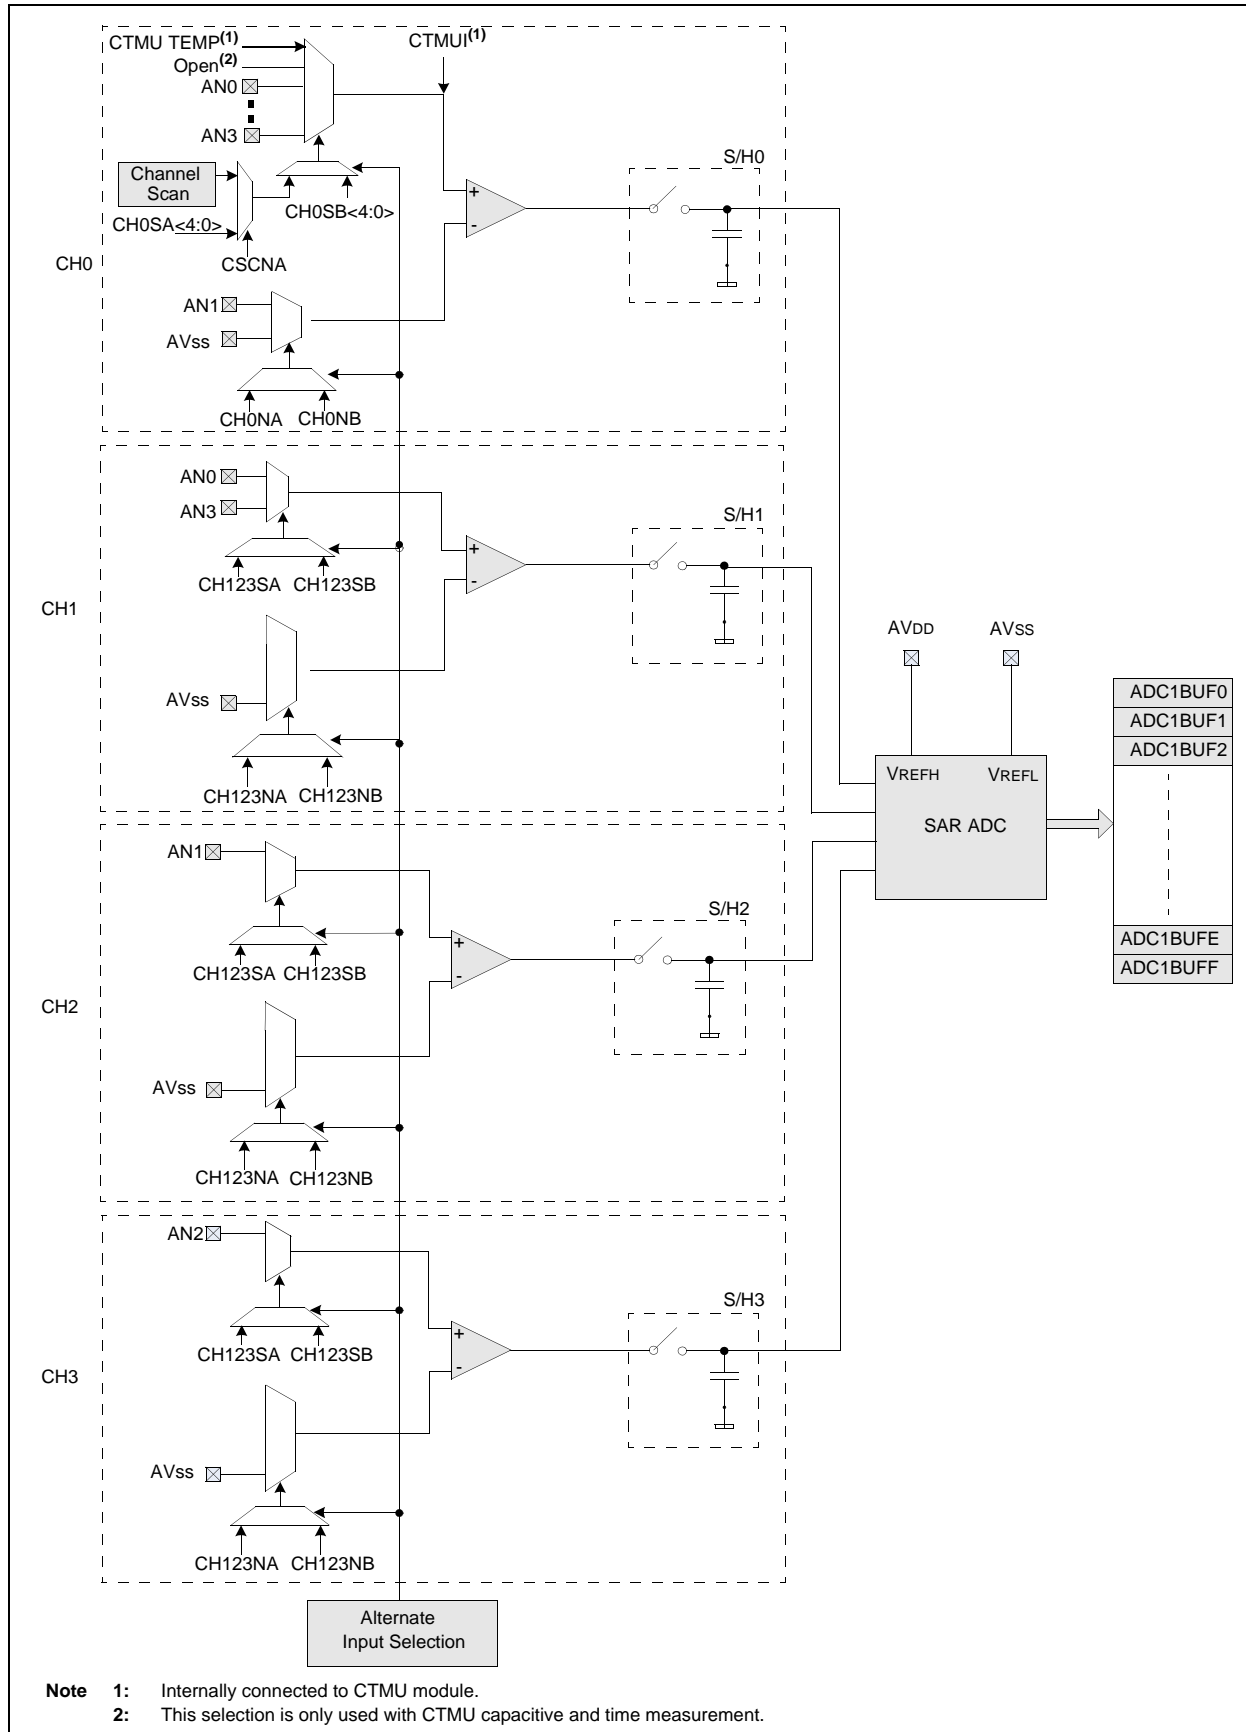 CTMU TEMP(1)
CTMUI(1)
Open(2)
AN0
AN3
S/H0
Channel
Scan
+
-
CH0SA<4:0>
CH0SB<4:0>
CSCNA
CH0
AN1
AVss
CH0NA CH0NB
AN0
AN3
S/H1
+
-
CH123SA CH123SB
CH1
AVss
CH123NA CH123NB
AVDD AVSS
VREFH VREFL
SAR ADC
ADC1BUF0
ADC1BUF1
ADC1BUF2
ADC1BUFE
ADC1BUFF
AN1
S/H2
+
-
CH123SA CH123SB
CH2
AVss
CH123NA CH123NB
AN2
S/H3
+
-
CH123SA CH123SB
CH3
AVss
CH123NA CH123NB
Alternate
Input Selection
Note 1: Internally connected to CTMU module.
2: This selection is only used with CTMU capacitive and time measurement.